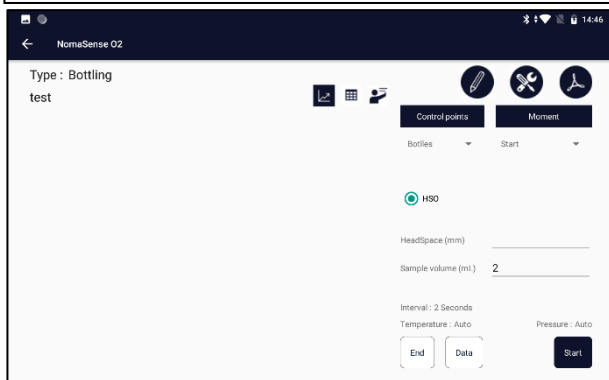 14:46
NomaSense O2
Type : Bottling
test
Control points Moment
Botlles Start
HSO
HeadSpace (mm)
Sample volume (mL) 2
Interval : 2 Seconds
Temperature : Auto Pressure : Auto
End Data Start